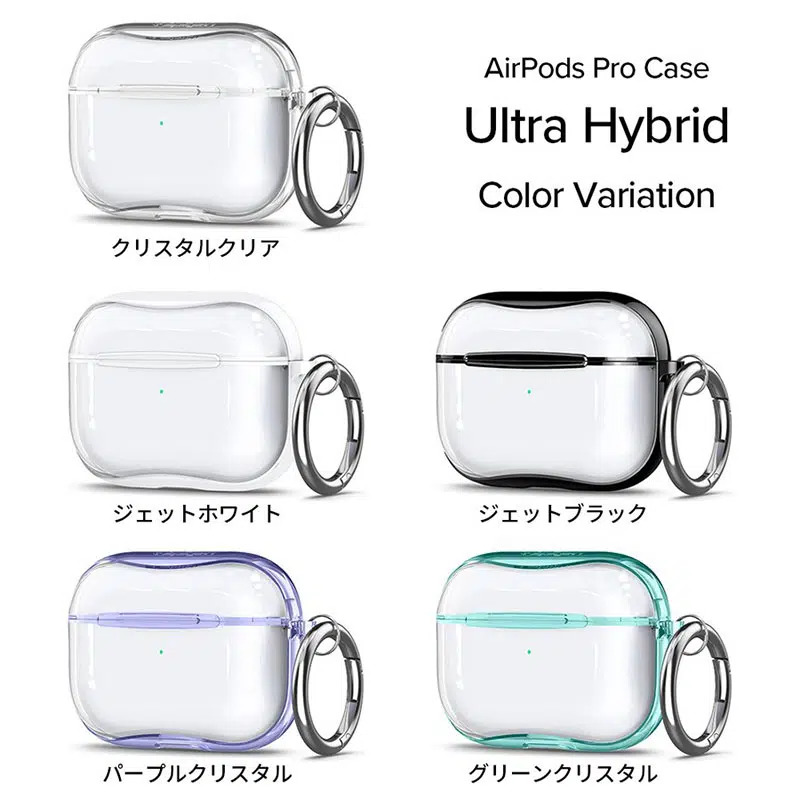 AirPods Pro Case
Ultra Hybrid
Color Variation
クリスタルクリア
ジェットホワイト
ジェットブラック
パープルクリスタル
グリーンクリスタル